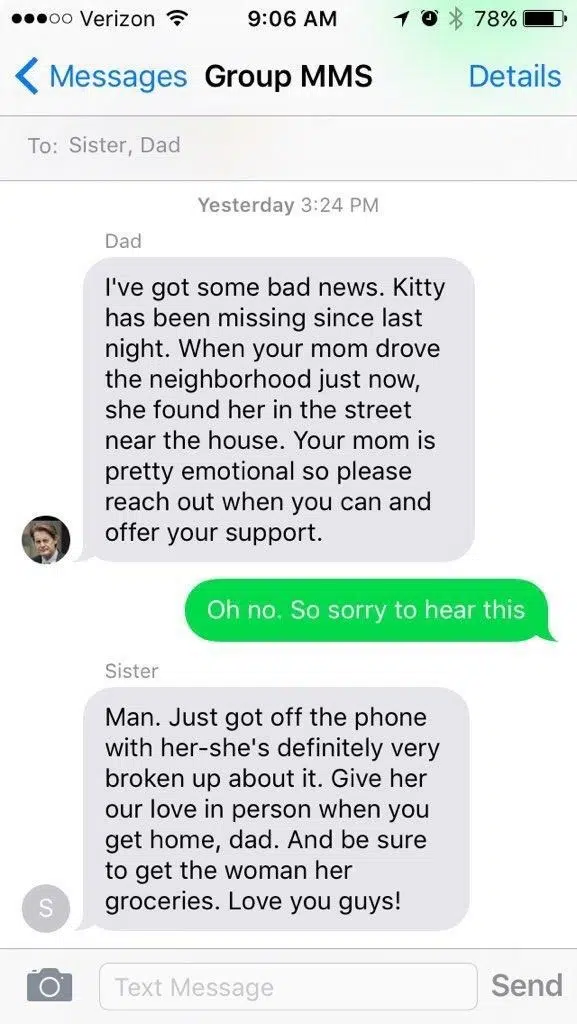 Verizon 9:06 AM 78%
Messages Group MMS Details
To: Sister, Dad
Yesterday 3:24 PM
Dad
I've got some bad news. Kitty
has been missing since last
night. When your mom drove
the neighborhood just now,
she found her in the street
near the house. Your mom is
pretty emotional so please
reach out when you can and
offer your support.
Oh no. So sorry to hear this
Sister
Man. Just got off the phone
with her-she's definitely very
broken up about it. Give her
our love in person when you
get home, dad. And be sure
to get the woman her
groceries. Love you guys!
S
Text Message Send